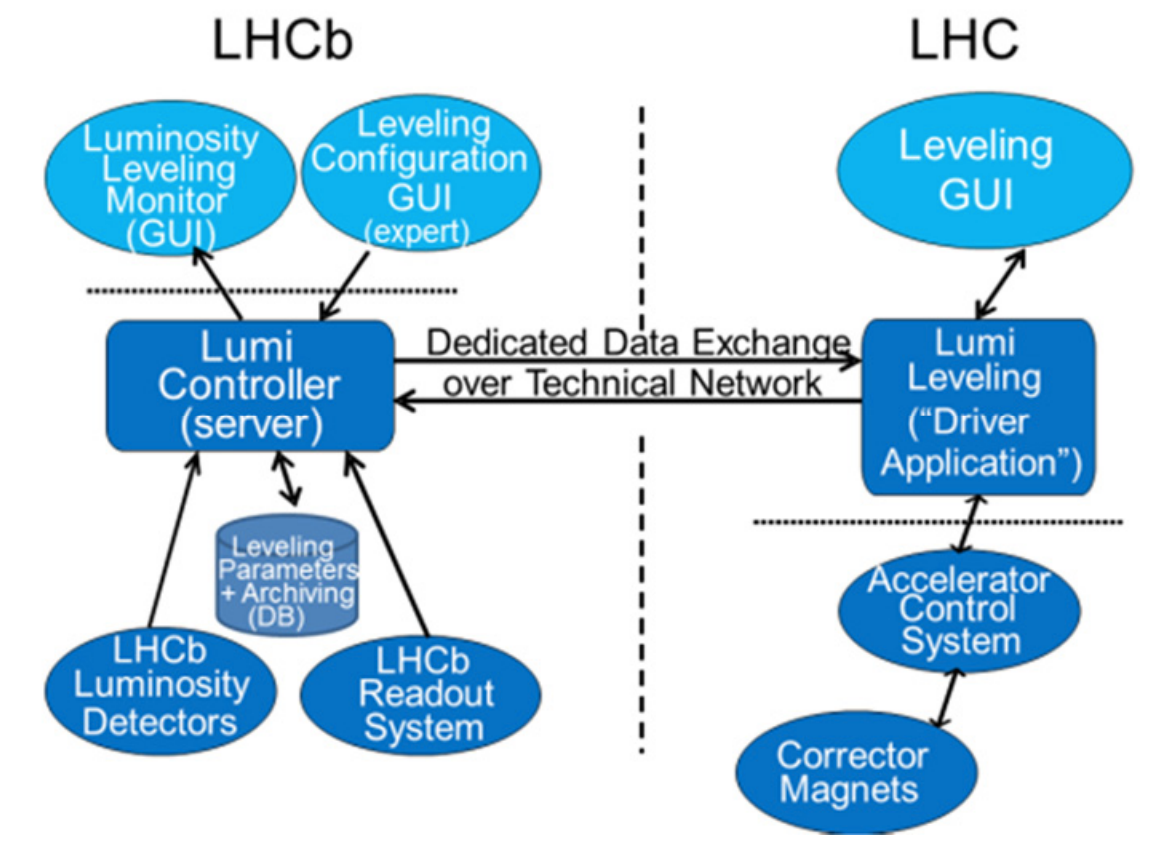 LHCb
LHC
Luminosity
Leveling
Monitor
(GUI)
Leveling
Configuration
GUI
(expert)
Leveling
GUI
Lumi
Controller
(server)
Dedicated Data Exchange
over Technical Network
Lumi
Leveling
(“Driver
Application”)
Leveling
Parameters
+ Archiving
(DB)
LHCb
Luminosity
Detectors
LHCb
Readout
System
Accelerator
Control
System
Corrector
Magnets